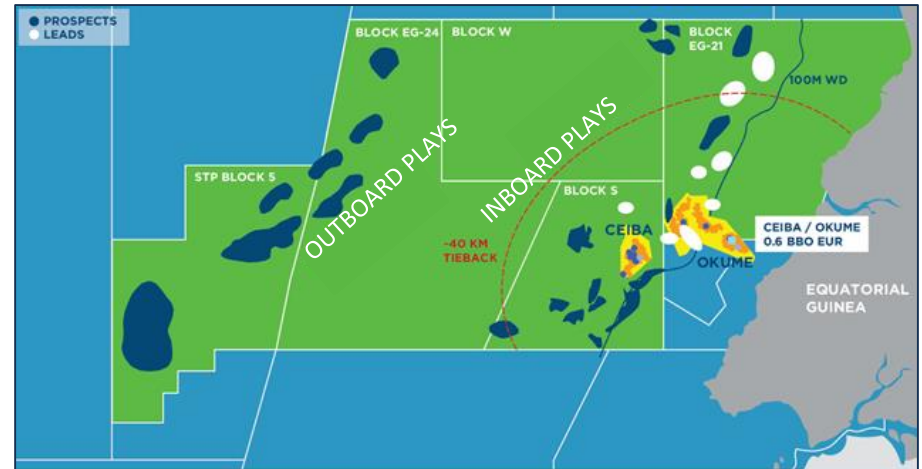 PROSPECTS
LEADS
BLOCK EG-24
BLOCK W
BLOCK
EG-21
100M WD
OUTBOARD PLAYS
INBOARD PLAYS
STP BLOCK 5
BLOCK S
~40 KM
TIEBACK
CEIBA
OKUME
CEIBA / OKUME
0.6 BBO EUR
EQUATORIAL
GUINEA